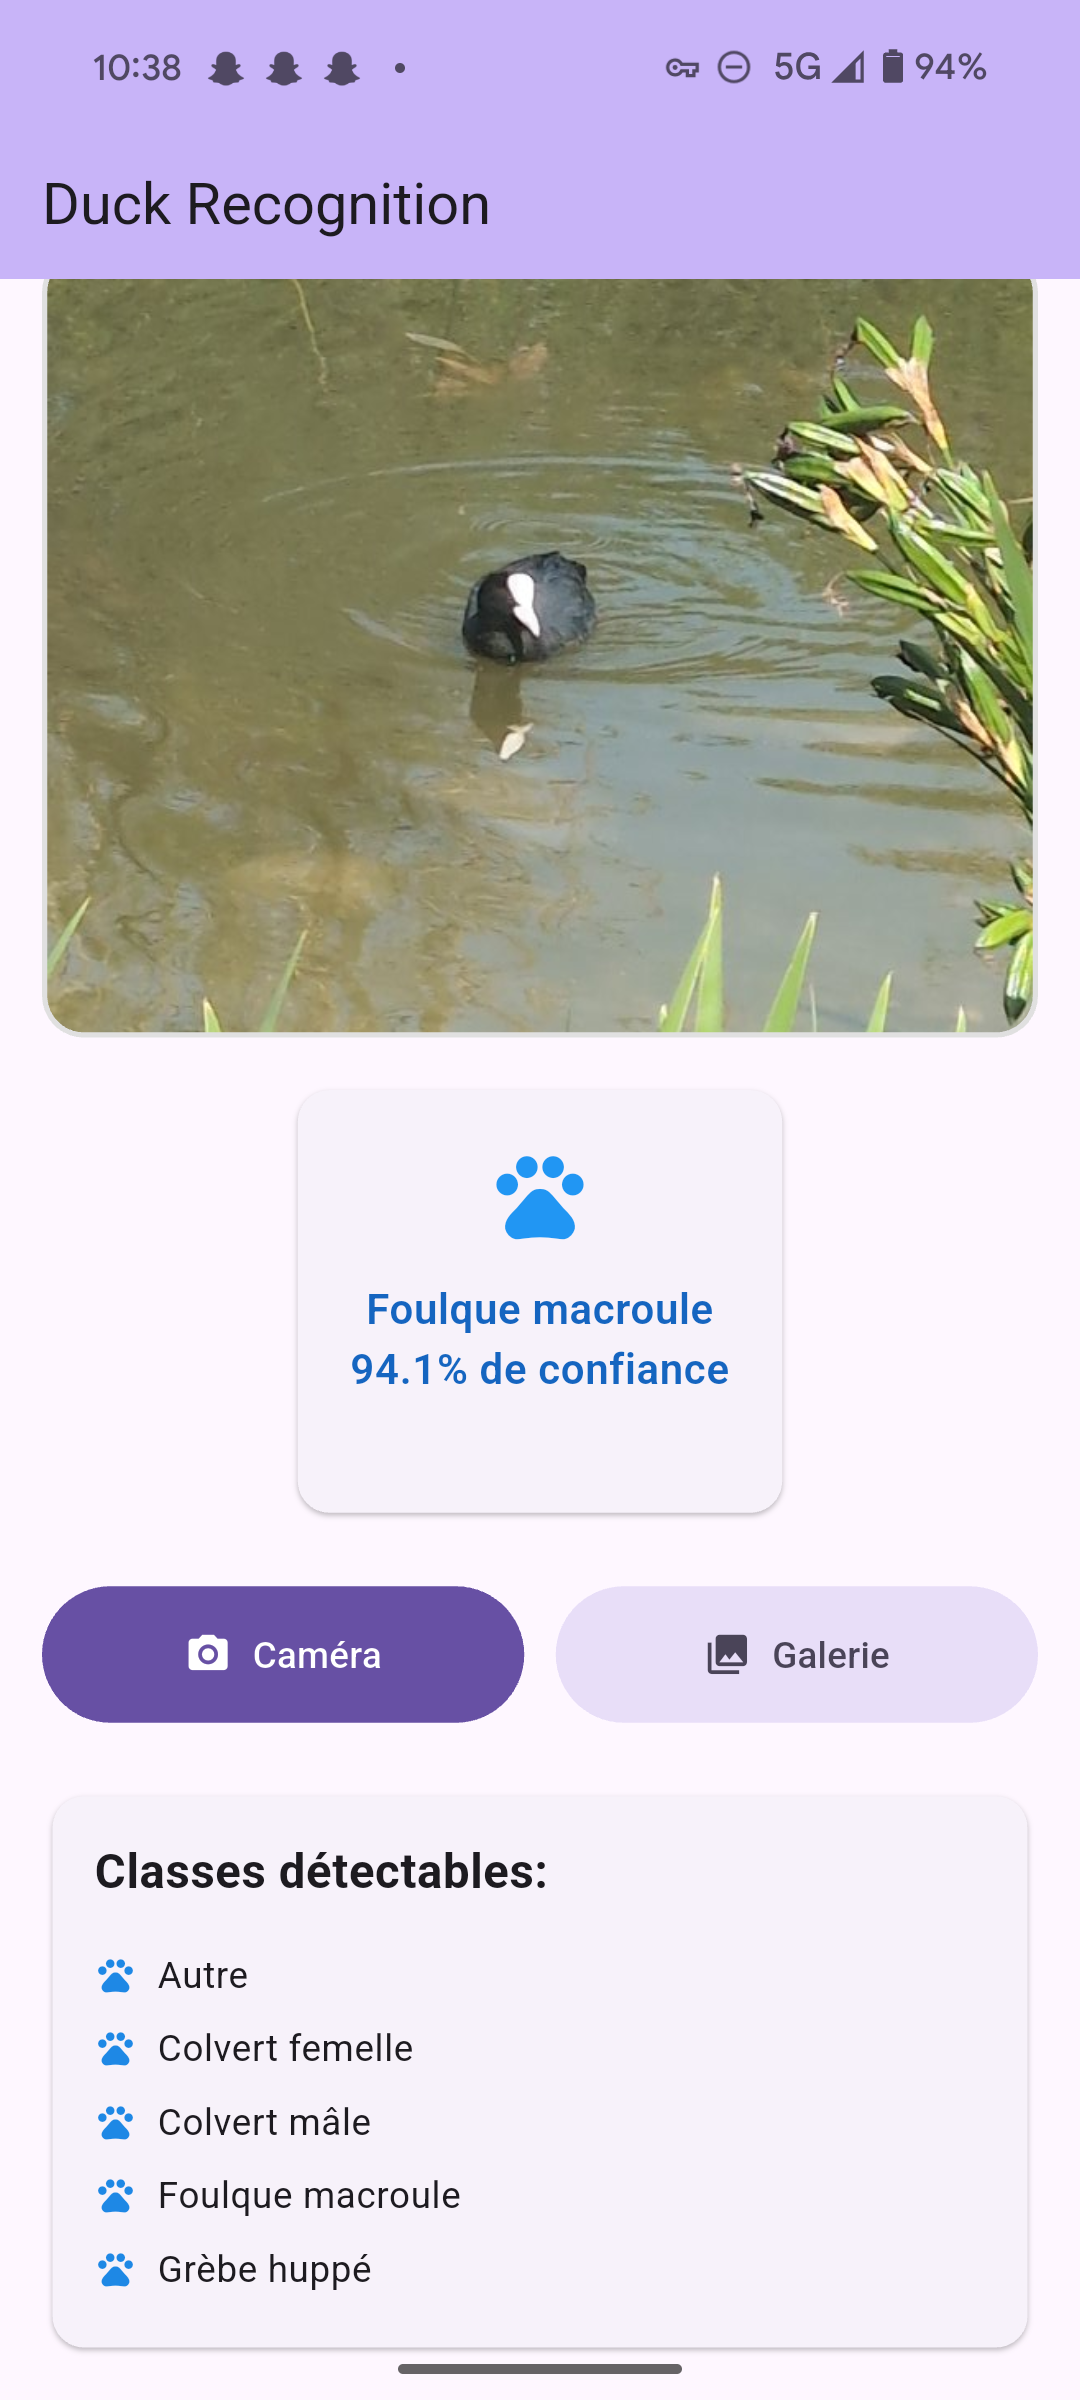 10:38 5G 94%
Duck Recognition
Foulque macroule
94.1% de confiance
Caméra
Galerie
Classes détectables:
Autre
Colvert femelle
Colvert mâle
Foulque macroule
Grèbe huppé